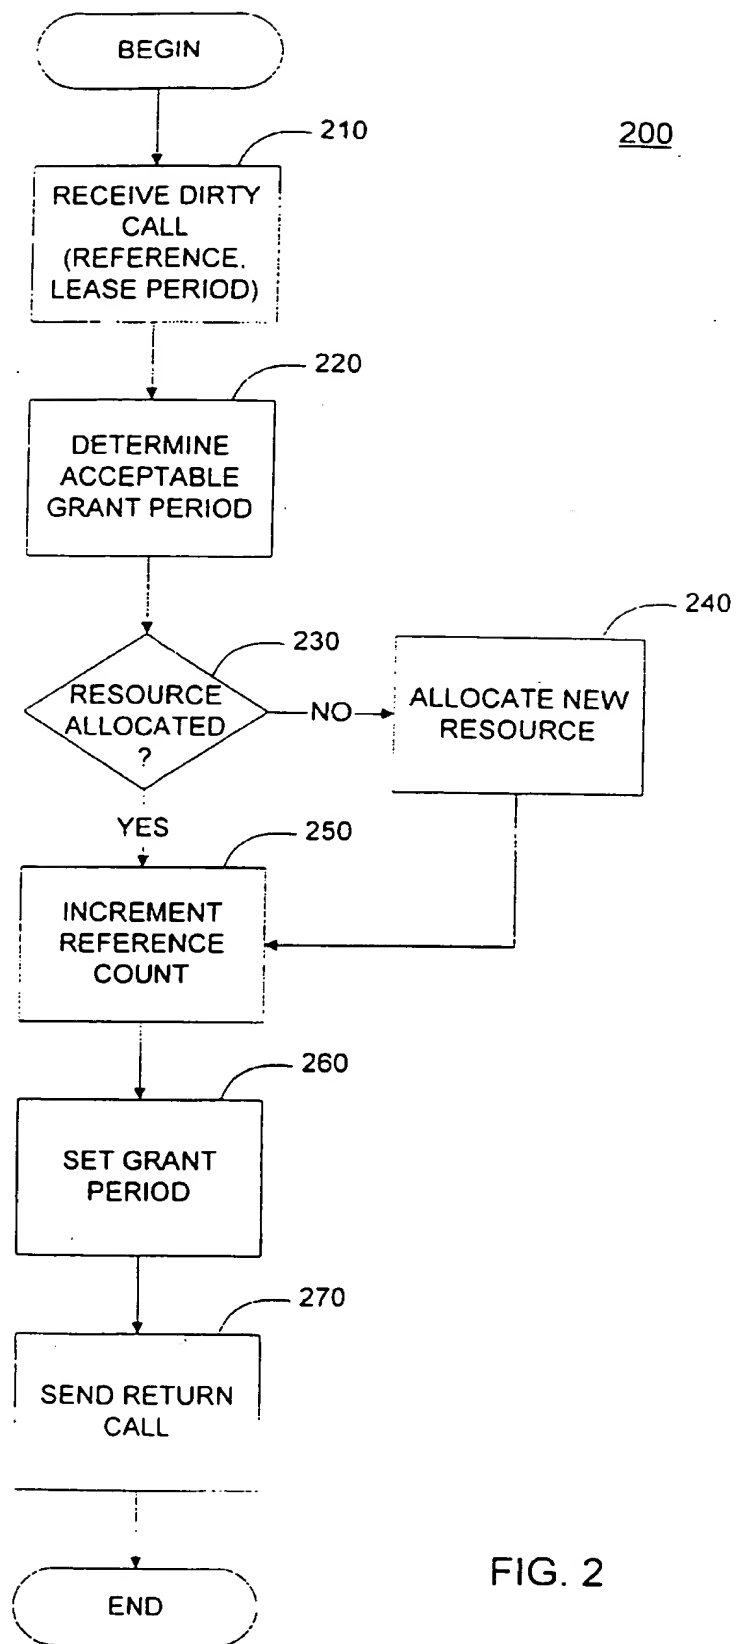 BEGIN
210
200
RECEIVE DIRTY
CALL
(REFERENCE,
LEASE PERIOD)
220
DETERMINE
ACCEPTABLE
GRANT PERIOD
230
240
RESOURCE
ALLOCATED
?
NO
ALLOCATE NEW
RESOURCE
YES
250
INCREMENT
REFERENCE
COUNT
260
SET GRANT
PERIOD
270
SEND RETURN
CALL
END
FIG. 2